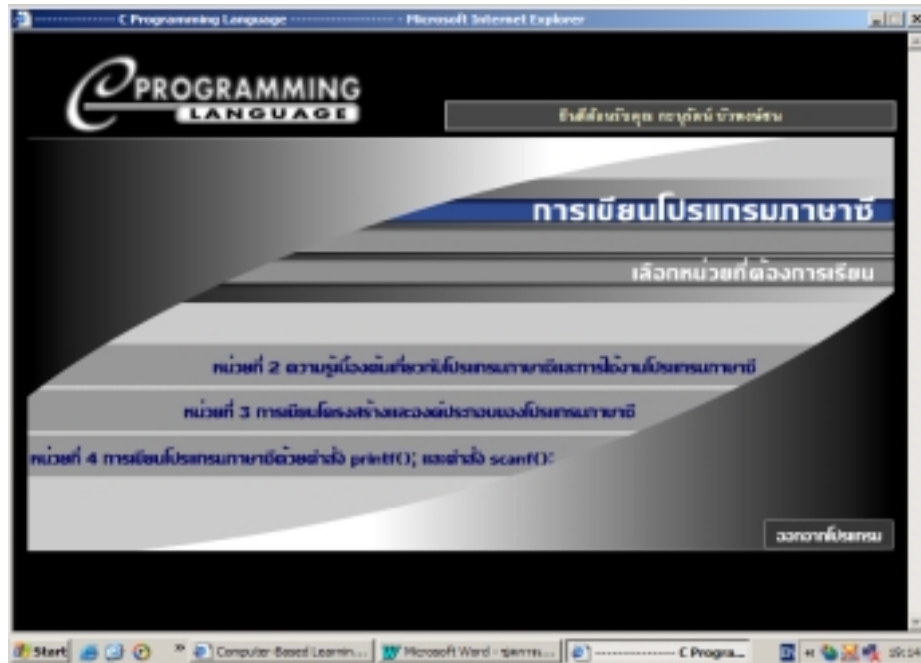 C Programming Language - Microsoft Internet Explorer
C PROGRAMMING
LANGUAGE
ยินดีต้อนรับคุณ
การเขียนโปรแกรมภาษาซี
เลือกหน่วยที่ต้องการเรียน
หน่วยที่ 2 ความรู้เบื้องต้นเกี่ยวกับโปรแกรมภาษาซีและการใช้งานโปรแกรมภาษาซี
หน่วยที่ 3 การเขียนโครงสร้างและองค์ประกอบของโปรแกรมภาษาซี
หน่วยที่ 4 การเขียนโปรแกรมภาษาซีด้วยคำสั่ง printf(); และคำสั่ง scanf();
ออกจากโปรแกรม
Start Computer-Based Learnin... Microsoft Word - C Progra...